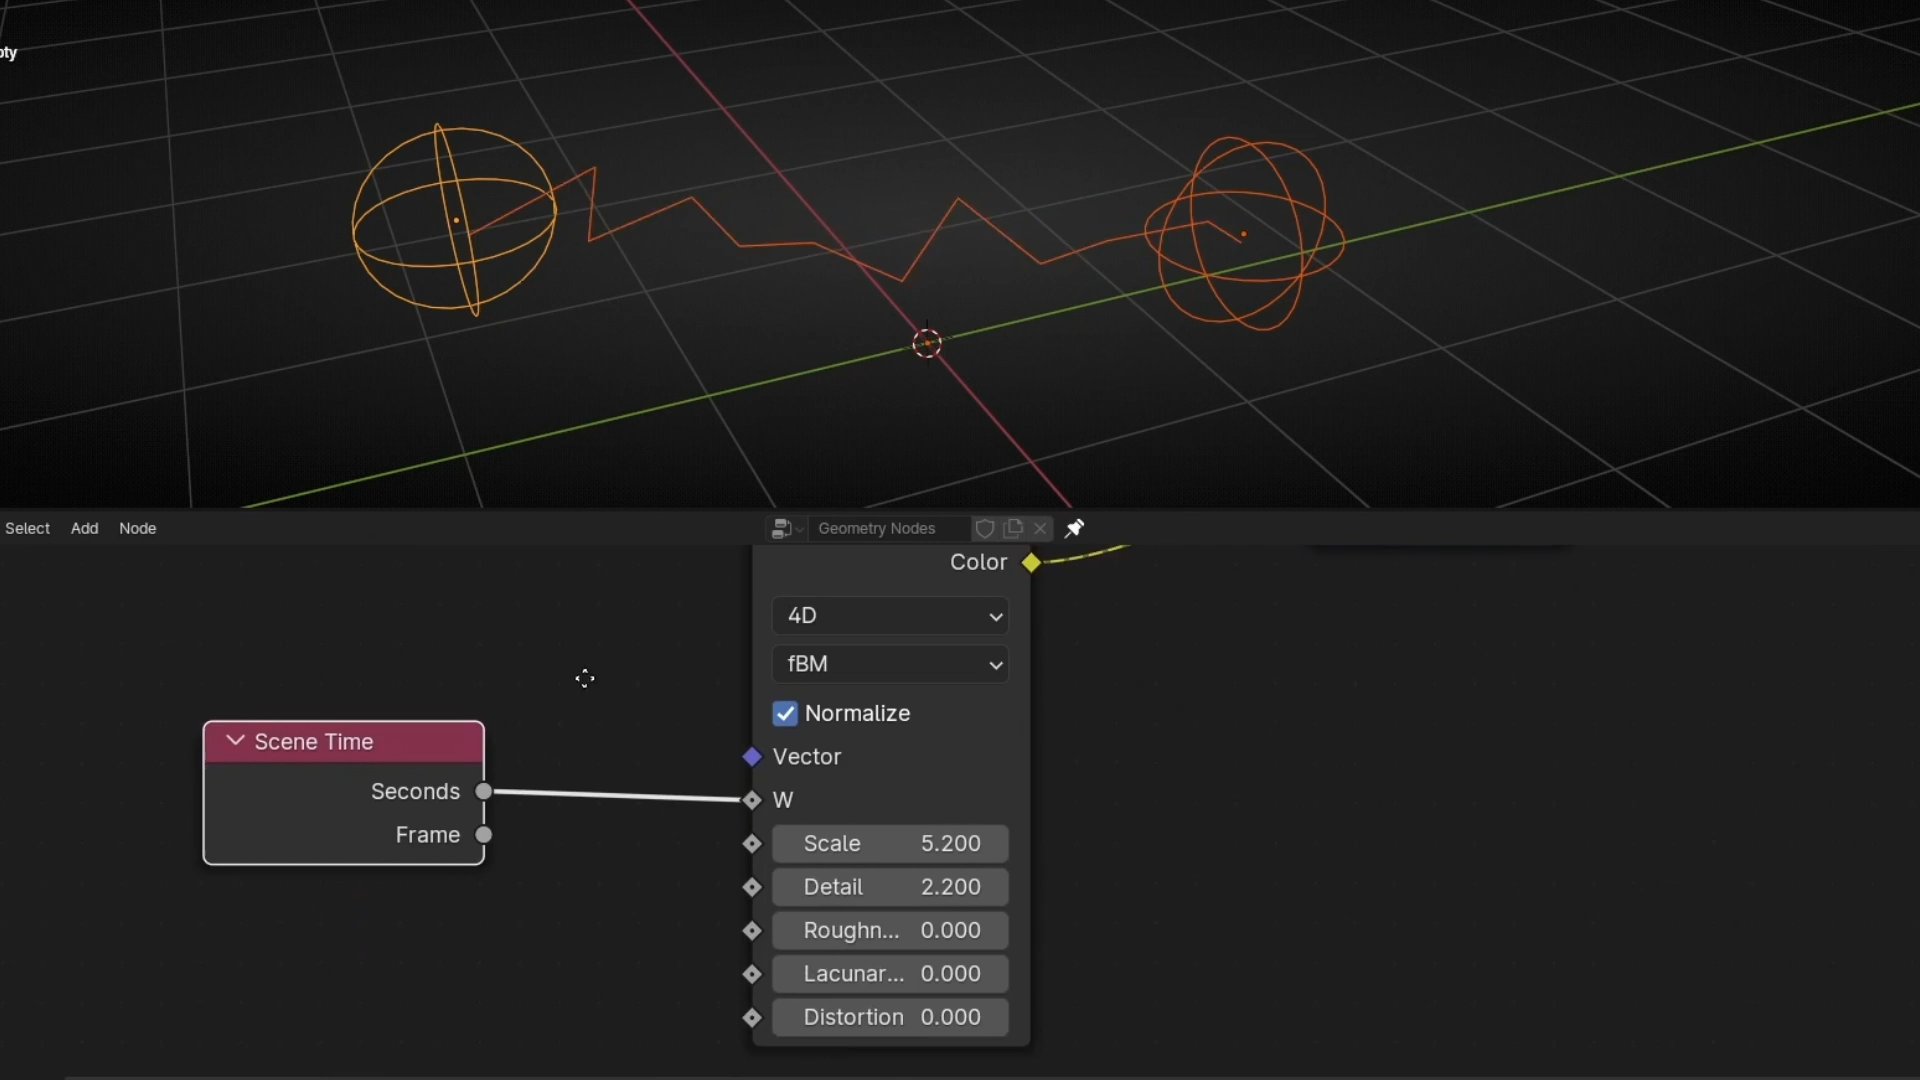 pty
Select Add Node Geometry Nodes
Color
4D
fBM
Normalize
Vector
W
Scale 5.200
Detail 2.200
Roughn... 0.000
Lacunar... 0.000
Distortion 0.000
Scene Time
Seconds
Frame